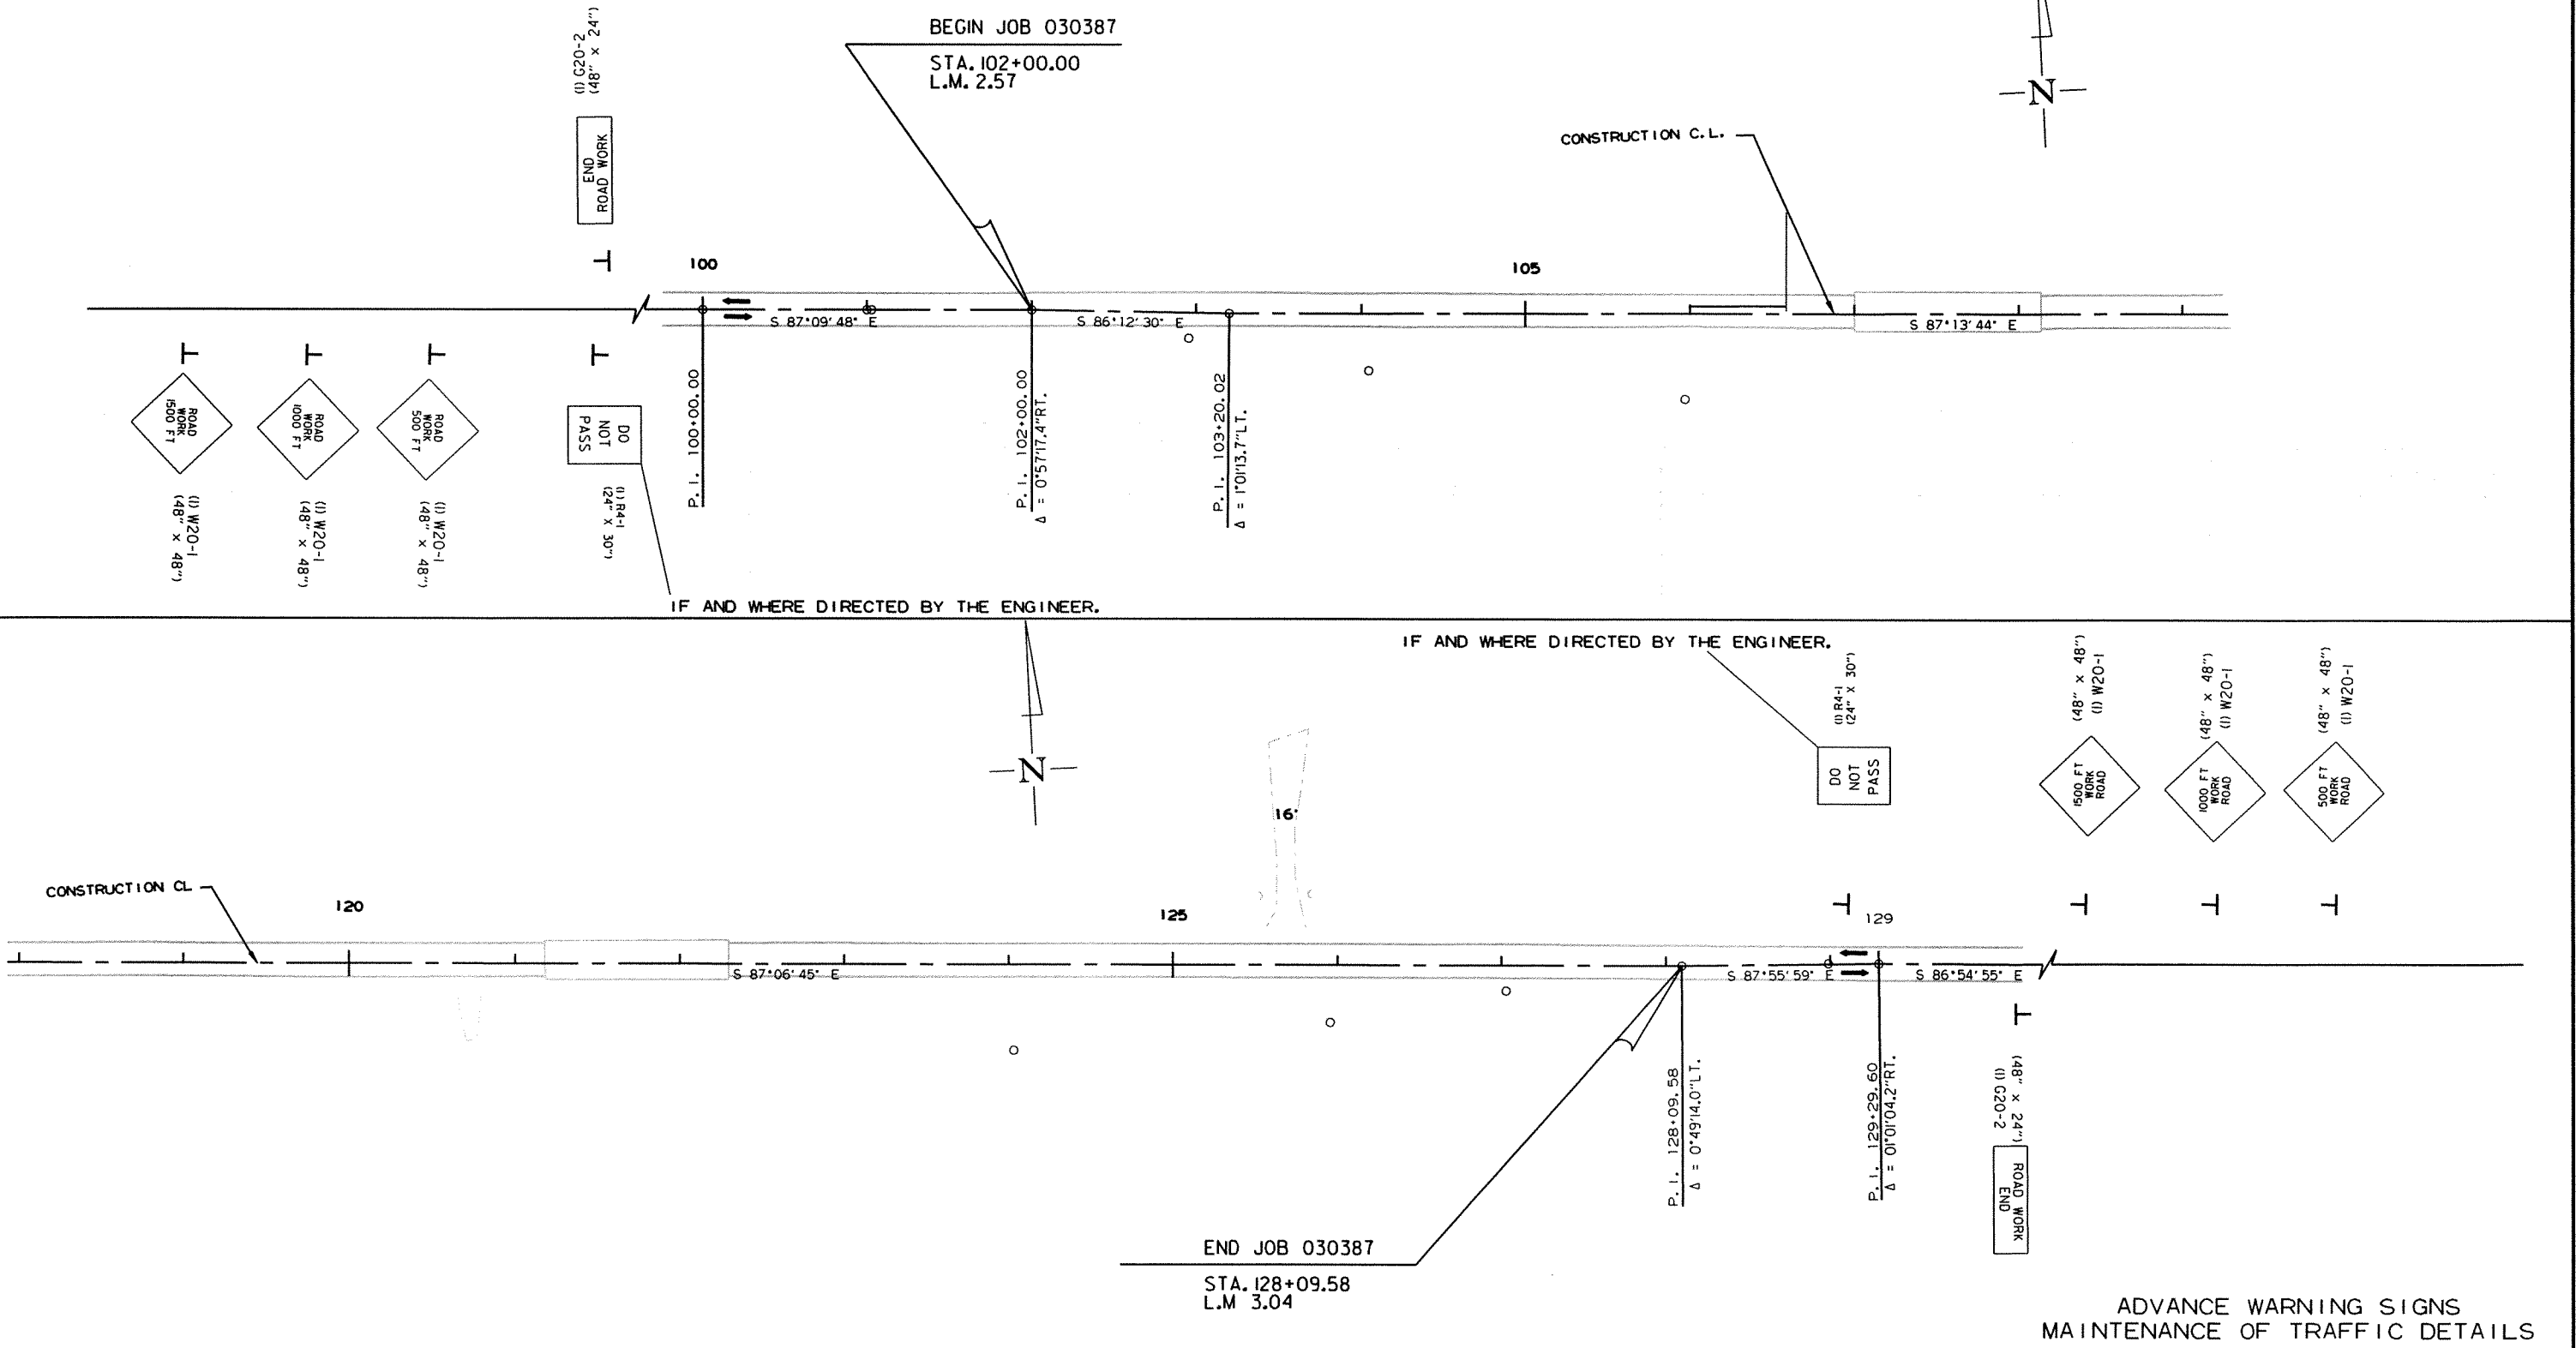 (1) G20-2
(48" x 24")
END
ROAD WORK
BEGIN JOB 030387
STA. 102+00.00
L.M. 2.57
N
CONSTRUCTION C.L.
100
105
S 87°09'48" E
S 86°12'30" E
S 87°13'44" E
ROAD
WORK
1500 FT
(1) W20-1
(48" x 48")
ROAD
WORK
1000 FT
(1) W20-1
(48" x 48")
ROAD
WORK
500 FT
(1) W20-1
(48" x 48")
DO
NOT
PASS
(1) R4-1
(24" X 30")
P.I. 100+00.00
P.I. 102+00.00
Δ = 0°57'17.4"RT.
P.I. 103+20.02
Δ = 1°01'13.7"LT.
IF AND WHERE DIRECTED BY THE ENGINEER.
IF AND WHERE DIRECTED BY THE ENGINEER.
N
16'
(1) R4-1
(24" X 30")
DO
NOT
PASS
(48" x 48")
(1) W20-1
1500 FT
WORK
ROAD
(48" x 48")
(1) W20-1
1000 FT
WORK
ROAD
(48" x 48")
(1) W20-1
500 FT
WORK
ROAD
CONSTRUCTION CL
120
125
129
S 87°06'45" E
S 87°55'59" E
S 86°54'55" E
P.I. 128+09.58
Δ = 0°49'14.0"LT.
P.I. 129+29.60
Δ = 01°01'04.2"RT.
(48" x 24")
(1) G20-2
ROAD WORK
END
END JOB 030387
STA. 128+09.58
L.M 3.04
ADVANCE WARNING SIGNS
MAINTENANCE OF TRAFFIC DETAILS